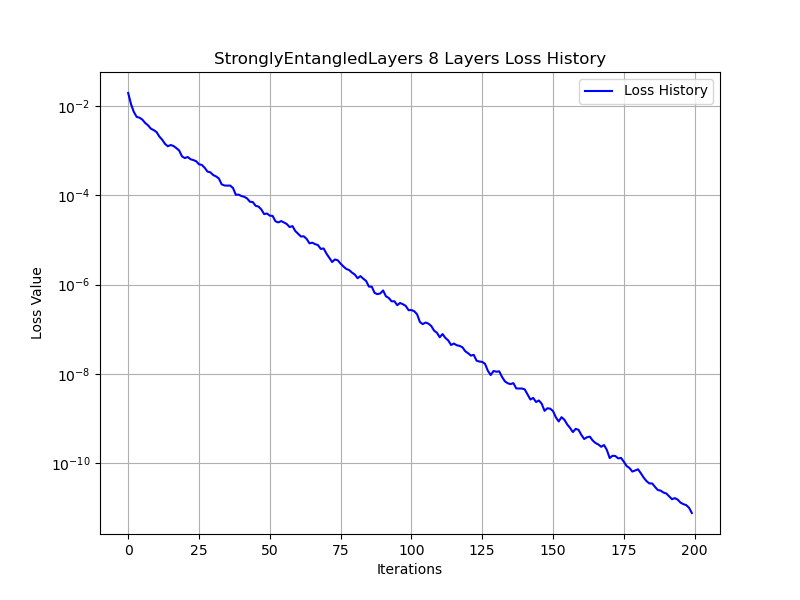 StronglyEntangledLayers 8 Layers Loss History
Loss History
Loss Value
10⁻²
10⁻⁴
10⁻⁶
10⁻⁸
10⁻¹⁰
0 25 50 75 100 125 150 175 200
Iterations